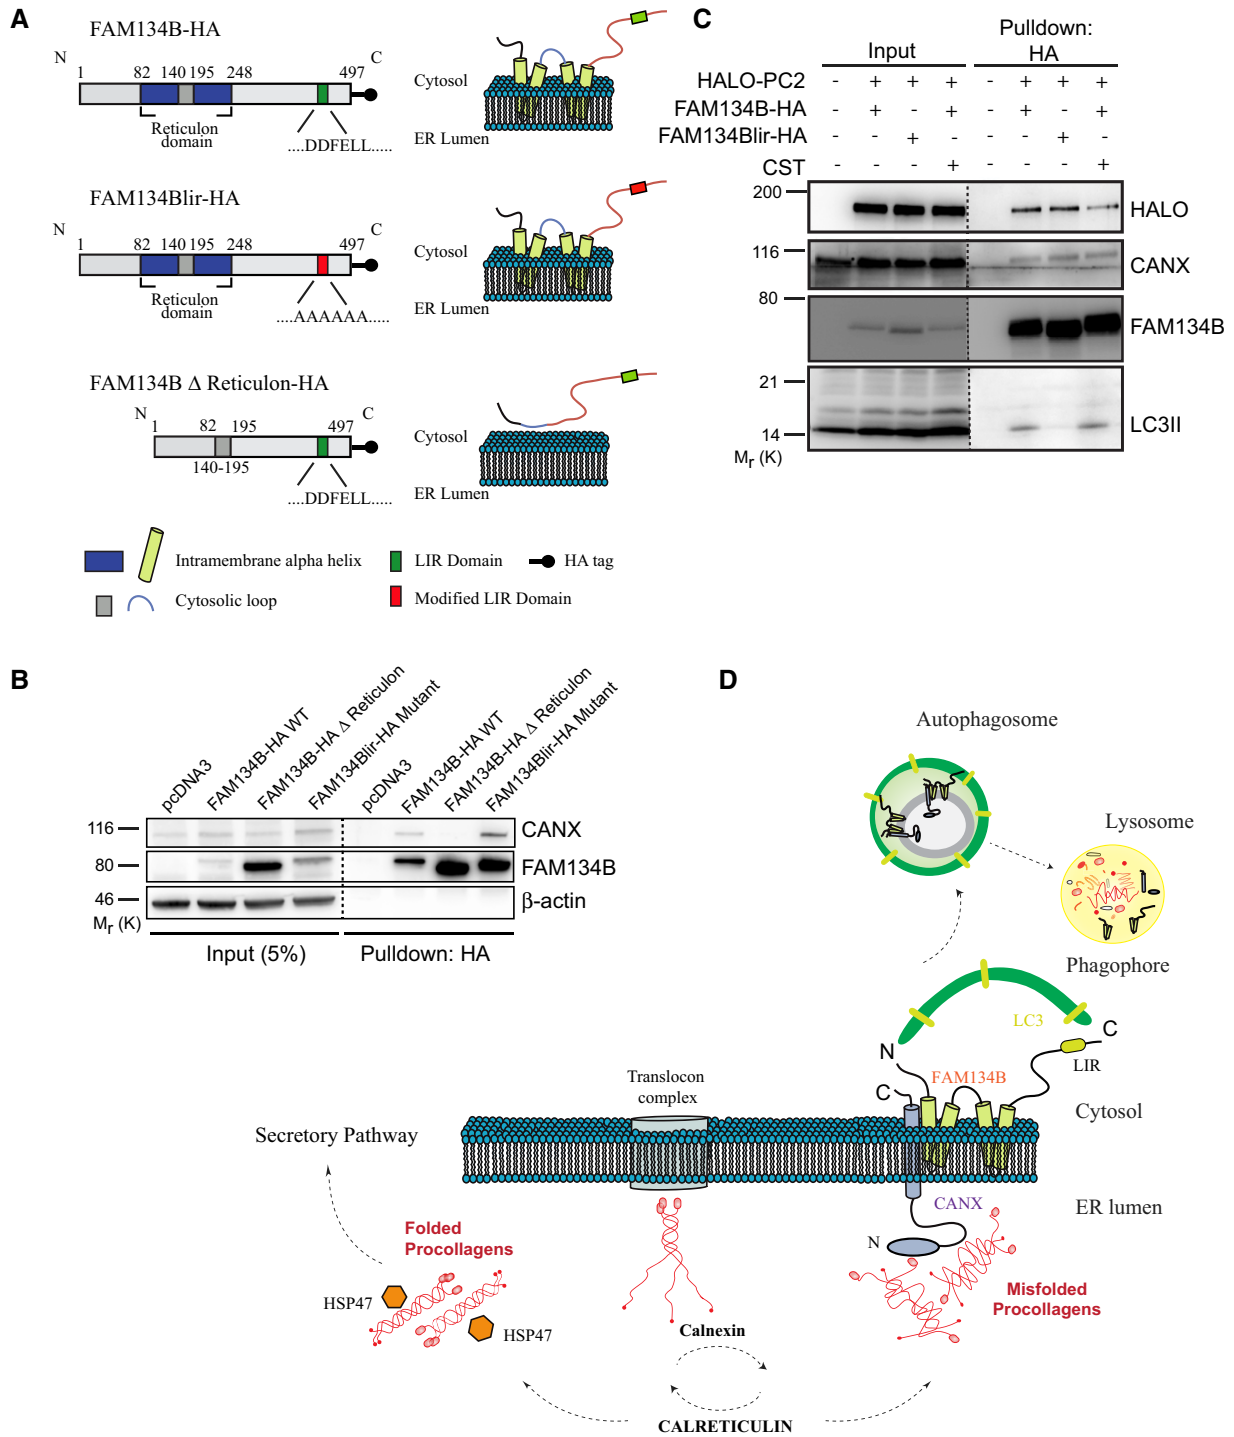 A
FAM134B-HA
N
C
1
82
140
195
248
497
Reticulon
domain
....DDFELL.....
Cytosol
ER Lumen
FAM134Blir-HA
N
C
1
82
140
195
248
497
Reticulon
domain
....AAAAAA.....
Cytosol
ER Lumen
FAM134B Δ Reticulon-HA
N
C
1
82
195
497
140-195
....DDFELL.....
Cytosol
ER Lumen
Intramembrane alpha helix
LIR Domain
HA tag
Cytosolic loop
Modified LIR Domain
C
Input
Pulldown:
HA
HALO-PC2 - + + + - + + +
FAM134B-HA - + - + - + - +
FAM134Blir-HA - - + - - - + -
CST - - - + - - - +
200
HALO
116
CANX
80
FAM134B
21
14
LC3II
Mr (K)
B
pcDNA3
FAM134B-HA WT
FAM134B-HA Δ Reticulon
FAM134Blir-HA Mutant
pcDNA3
FAM134B-HA WT
FAM134B-HA Δ Reticulon
FAM134Blir-HA Mutant
116
CANX
80
FAM134B
46
β-actin
Mr (K)
Input (5%)
Pulldown: HA
D
Autophagosome
Lysosome
Phagophore
LC3
N
C
LIR
FAM134B
C
Cytosol
Translocon
complex
Secretory Pathway
CANX
ER lumen
N
Folded
Procollagens
HSP47
HSP47
Misfolded
Procollagens
Calnexin
CALRETICULIN